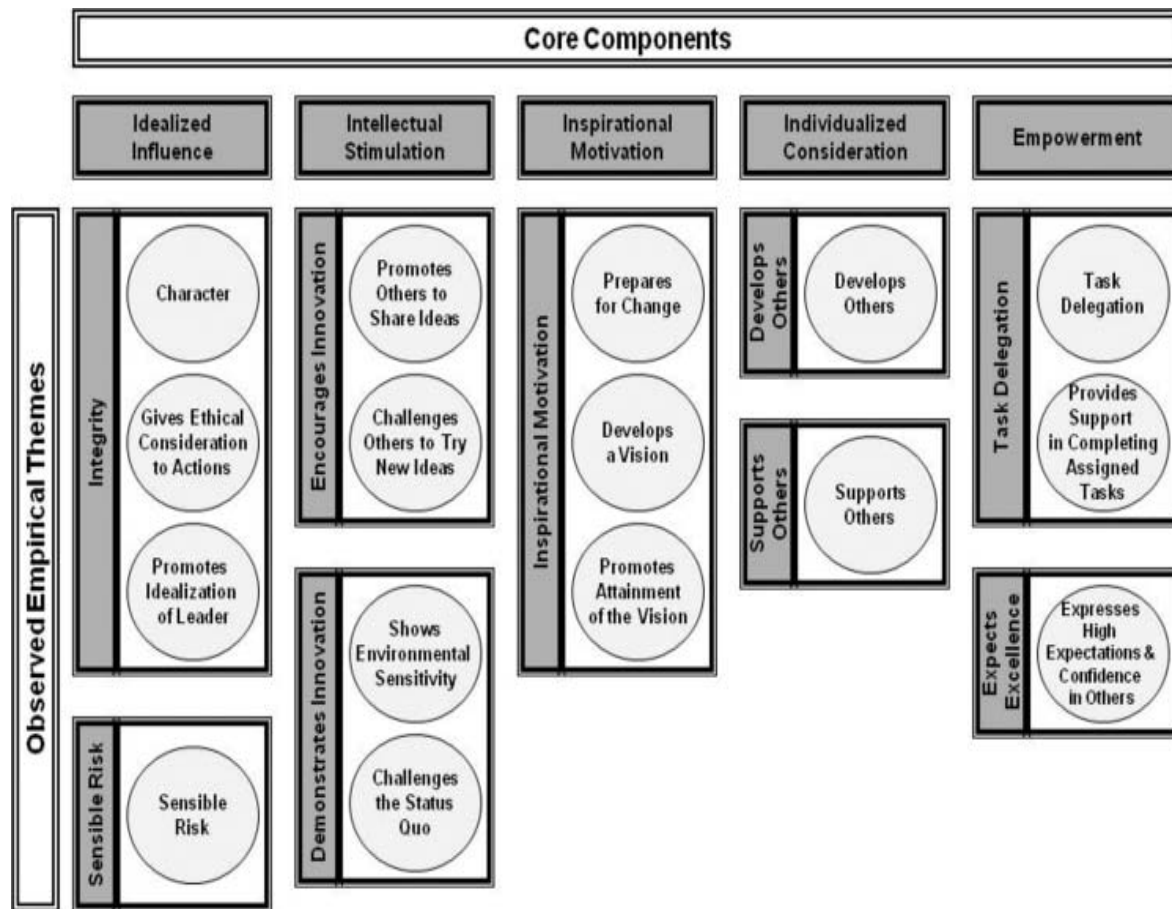 Core Components
Idealized
Influence
Intellectual
Stimulation
Inspirational
Motivation
Individualized
Consideration
Empowerment
Observed Empirical Themes
Integrity
Character
Gives Ethical
Consideration
to Actions
Promotes
Idealization
of Leader
Sensible Risk
Sensible
Risk
Encourages Innovation
Promotes
Others to
Share Ideas
Challenges
Others to Try
New Ideas
Demonstrates Innovation
Shows
Environmental
Sensitivity
Challenges
the Status
Quo
Inspirational Motivation
Prepares
for Change
Develops
a Vision
Promotes
Attainment
of the Vision
Develops
Others
Develops
Others
Supports
Others
Supports
Others
Task Delegation
Task
Delegation
Provides
Support
in Completing
Assigned
Tasks
Expects
Excellence
Expresses
High
Expectations &
Confidence
in Others